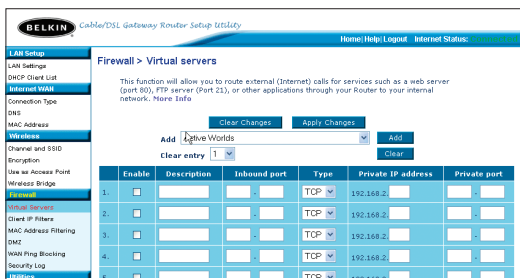 BELKIN
Cable/DSL Gateway Router Setup Utility
Home|Help|Logout Internet Status:
LAN Setup
LAN Settings
DHCP Client List
Internet WAN
Connection Type
DNS
MAC Address
Wireless
Channel and SSID
Encryption
Use as Access Point
Wireless Bridge
Firewall
Virtual Servers
Client IP Filters
MAC Address Filtering
DMZ
WAN Ping Blocking
Security Log
Utilities
Firewall > Virtual servers
This function will allow you to route external (Internet) calls for services such as a web server
(port 80), FTP server (Port 21), or other applications through your Router to your internal
network. More Info
Clear Changes Apply Changes
Add Active Worlds Add
Clear entry 1 Clear
Enable Description Inbound port Type Private IP address Private port
1. - TCP 192.168.2. -
2. - TCP 192.168.2. -
3. - TCP 192.168.2. -
4. - TCP 192.168.2. -
TCP